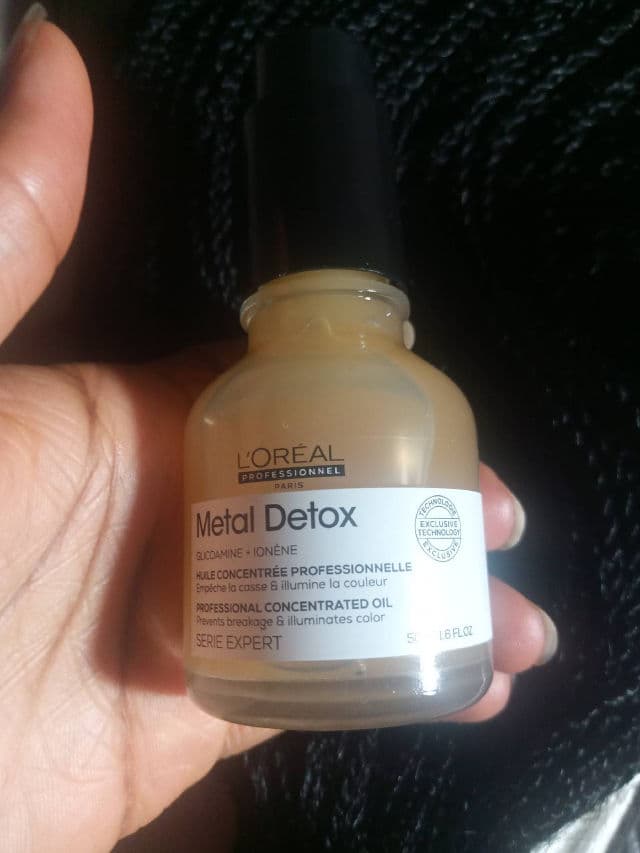 L'ORÉAL
PROFESSIONNEL
PARIS
Metal Detox
GLICOAMINE + IONÈNE
HUILE CONCENTRÉE PROFESSIONNELLE
Empêche la casse & illumine la couleur
PROFESSIONAL CONCENTRATED OIL
Prevents breakage & illuminates color
SERIE EXPERT
1.6 FL.OZ
TECHNOLOGIE
EXCLUSIVE
TECHNOLOGY
EXCLUSIVE